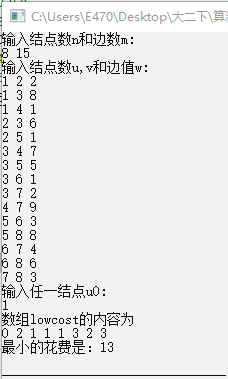 C:\Users\E470\Desktop\大二下\算
输入结点数n和边数m:
8 15
输入结点数u,v和边值w:
1 2 2
1 3 8
1 4 1
2 3 6
2 5 1
3 4 7
3 5 5
3 6 1
3 7 2
4 7 9
5 6 3
5 8 8
6 7 4
6 8 6
7 8 3
输入任一结点u0:
1
数组lowcost的内容为
0 2 1 1 1 3 2 3
最小的花费是: 13